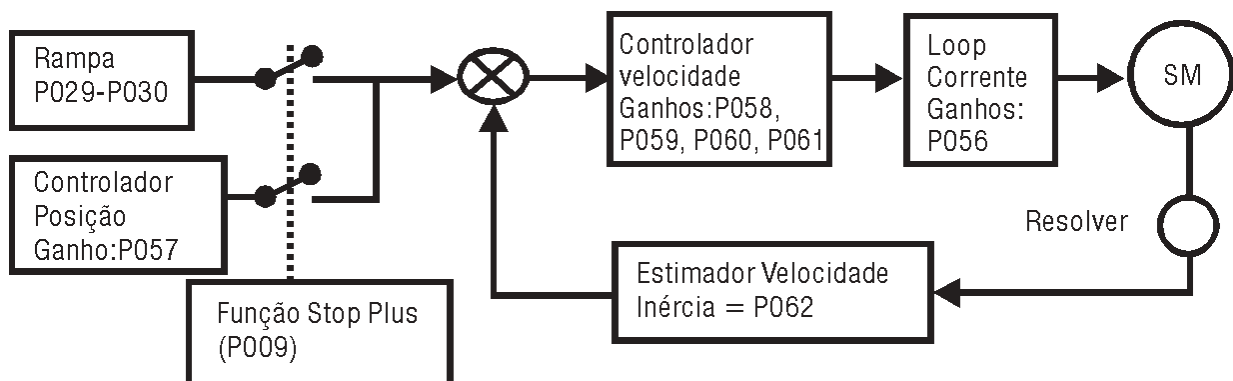 Rampa
P029-P030
Controlador
Posição
Ganho:P057
Função Stop Plus
(P009)
Controlador
velocidade
Ganhos:P058,
P059, P060, P061
Loop
Corrente
Ganhos:
P056
SM
Resolver
Estimador Velocidade
Inércia = P062